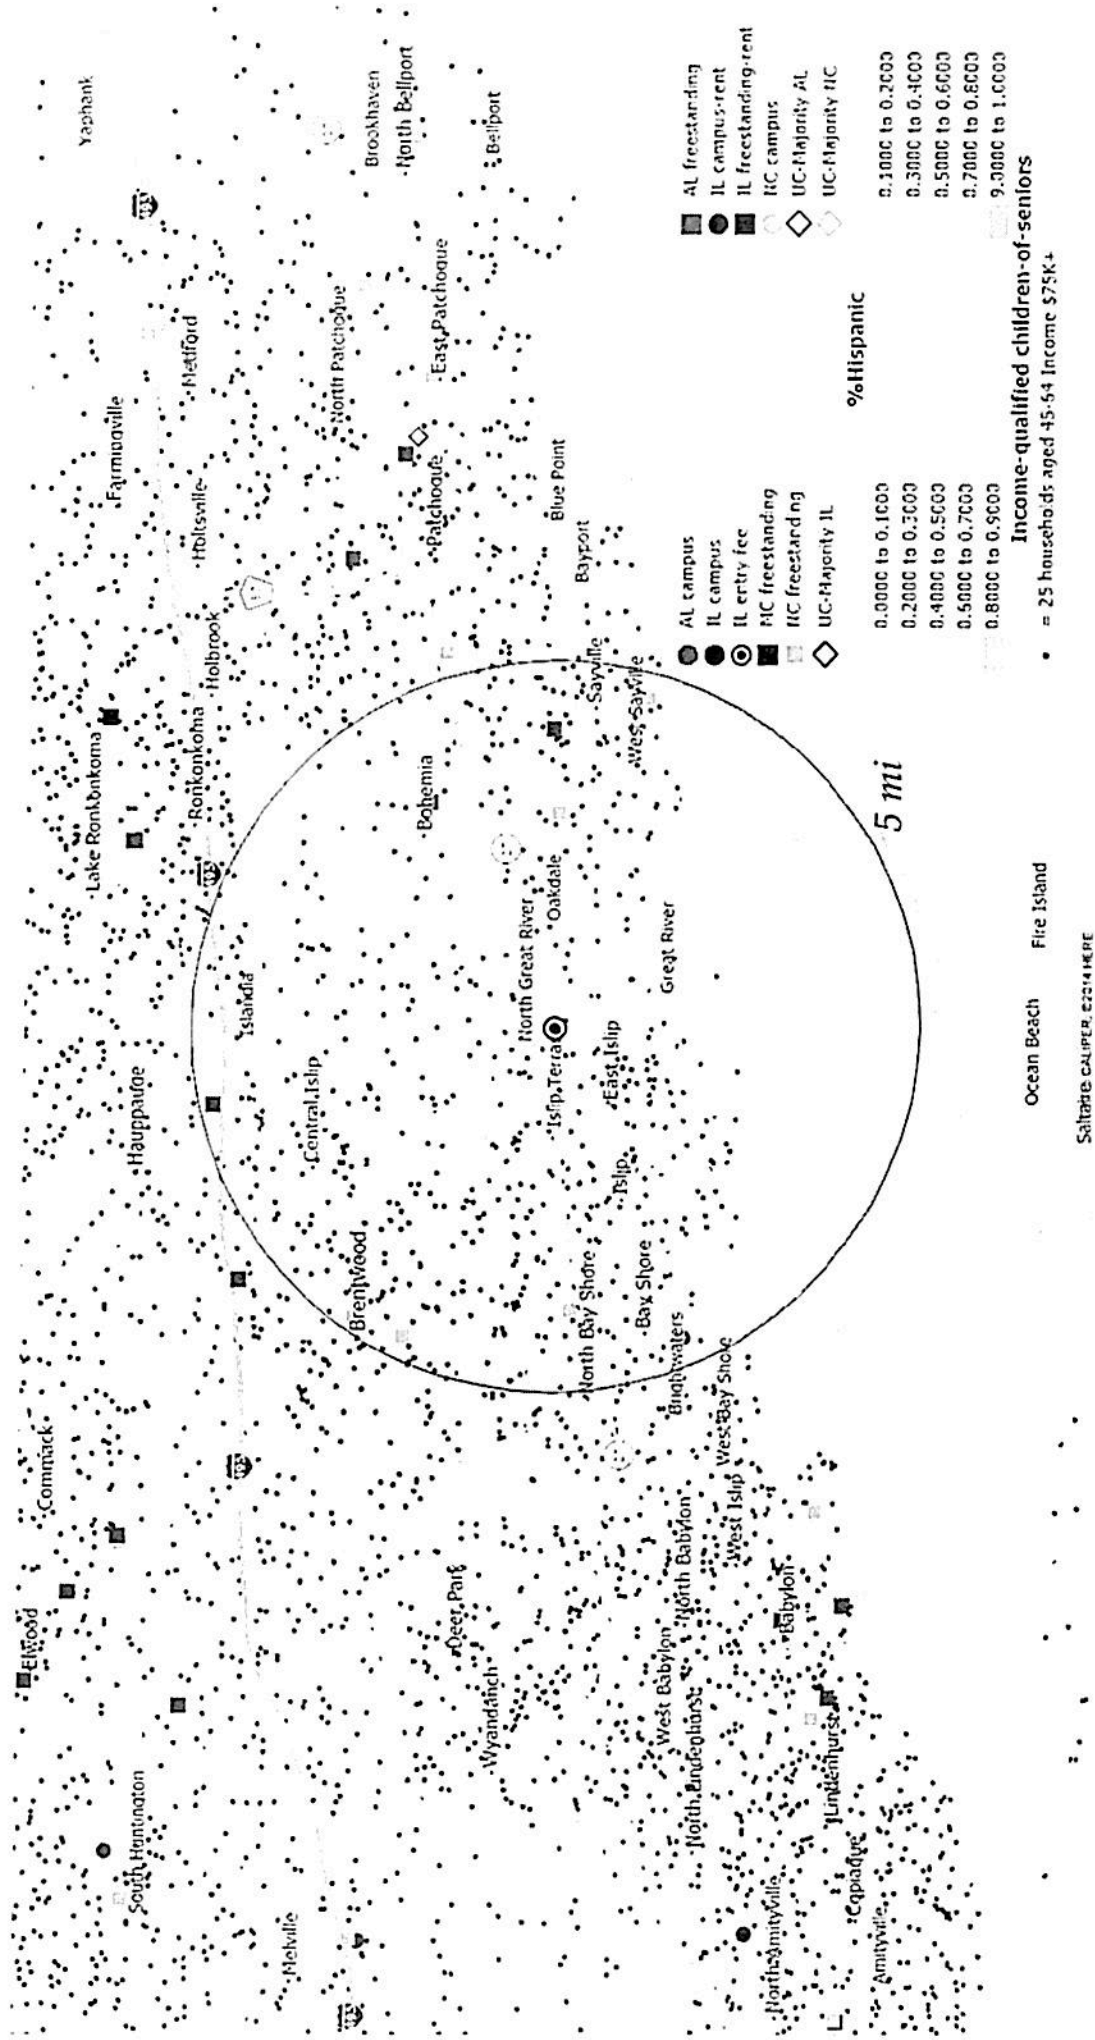 Yaphank
Brookhaven
North Bellport
Bellport
Farmingville
Medford
North Patchogue
East Patchogue
Holtsville
Patchogue
Blue Point
Bayport
Lake Ronkonkoma
Ronkonkoma
Holbrook
Bohemia
Sayville
West Sayville
Hauppauge
Islandia
Central Islip
North Great River
Oakdale
Great River
Islip Terra
East Islip
Islip
5 mi
Commack
Brentwood
North Bay Shore
Bay Shore
Brightwaters
West Bay Shore
Elwood
Deer Park
Wyandanch
West Babylon
North Babylon
West Islip
Babylon
South Huntington
Melville
North Lindenhurst
Lindenhurst
Copiague
North Amityville
Amityville
Ocean Beach
Fire Island
Saltaire
CALIPER, ©2014 HERE
AL campus
AL freestanding
IL campus
IL campus-rent
IL entry fee
IL freestanding-rent
MC freestanding
NC campus
NC freestanding
UC-Majority AL
UC-Majority IL
UC-Majority NC
%Hispanic
0.0000 to 0.1000
0.1000 to 0.2000
0.2000 to 0.3000
0.3000 to 0.4000
0.4000 to 0.5000
0.5000 to 0.6000
0.6000 to 0.7000
0.7000 to 0.8000
0.8000 to 0.9000
9.0000 to 1.0000
Income-qualified children-of-seniors
• = 25 households aged 45-64 Income $75K+